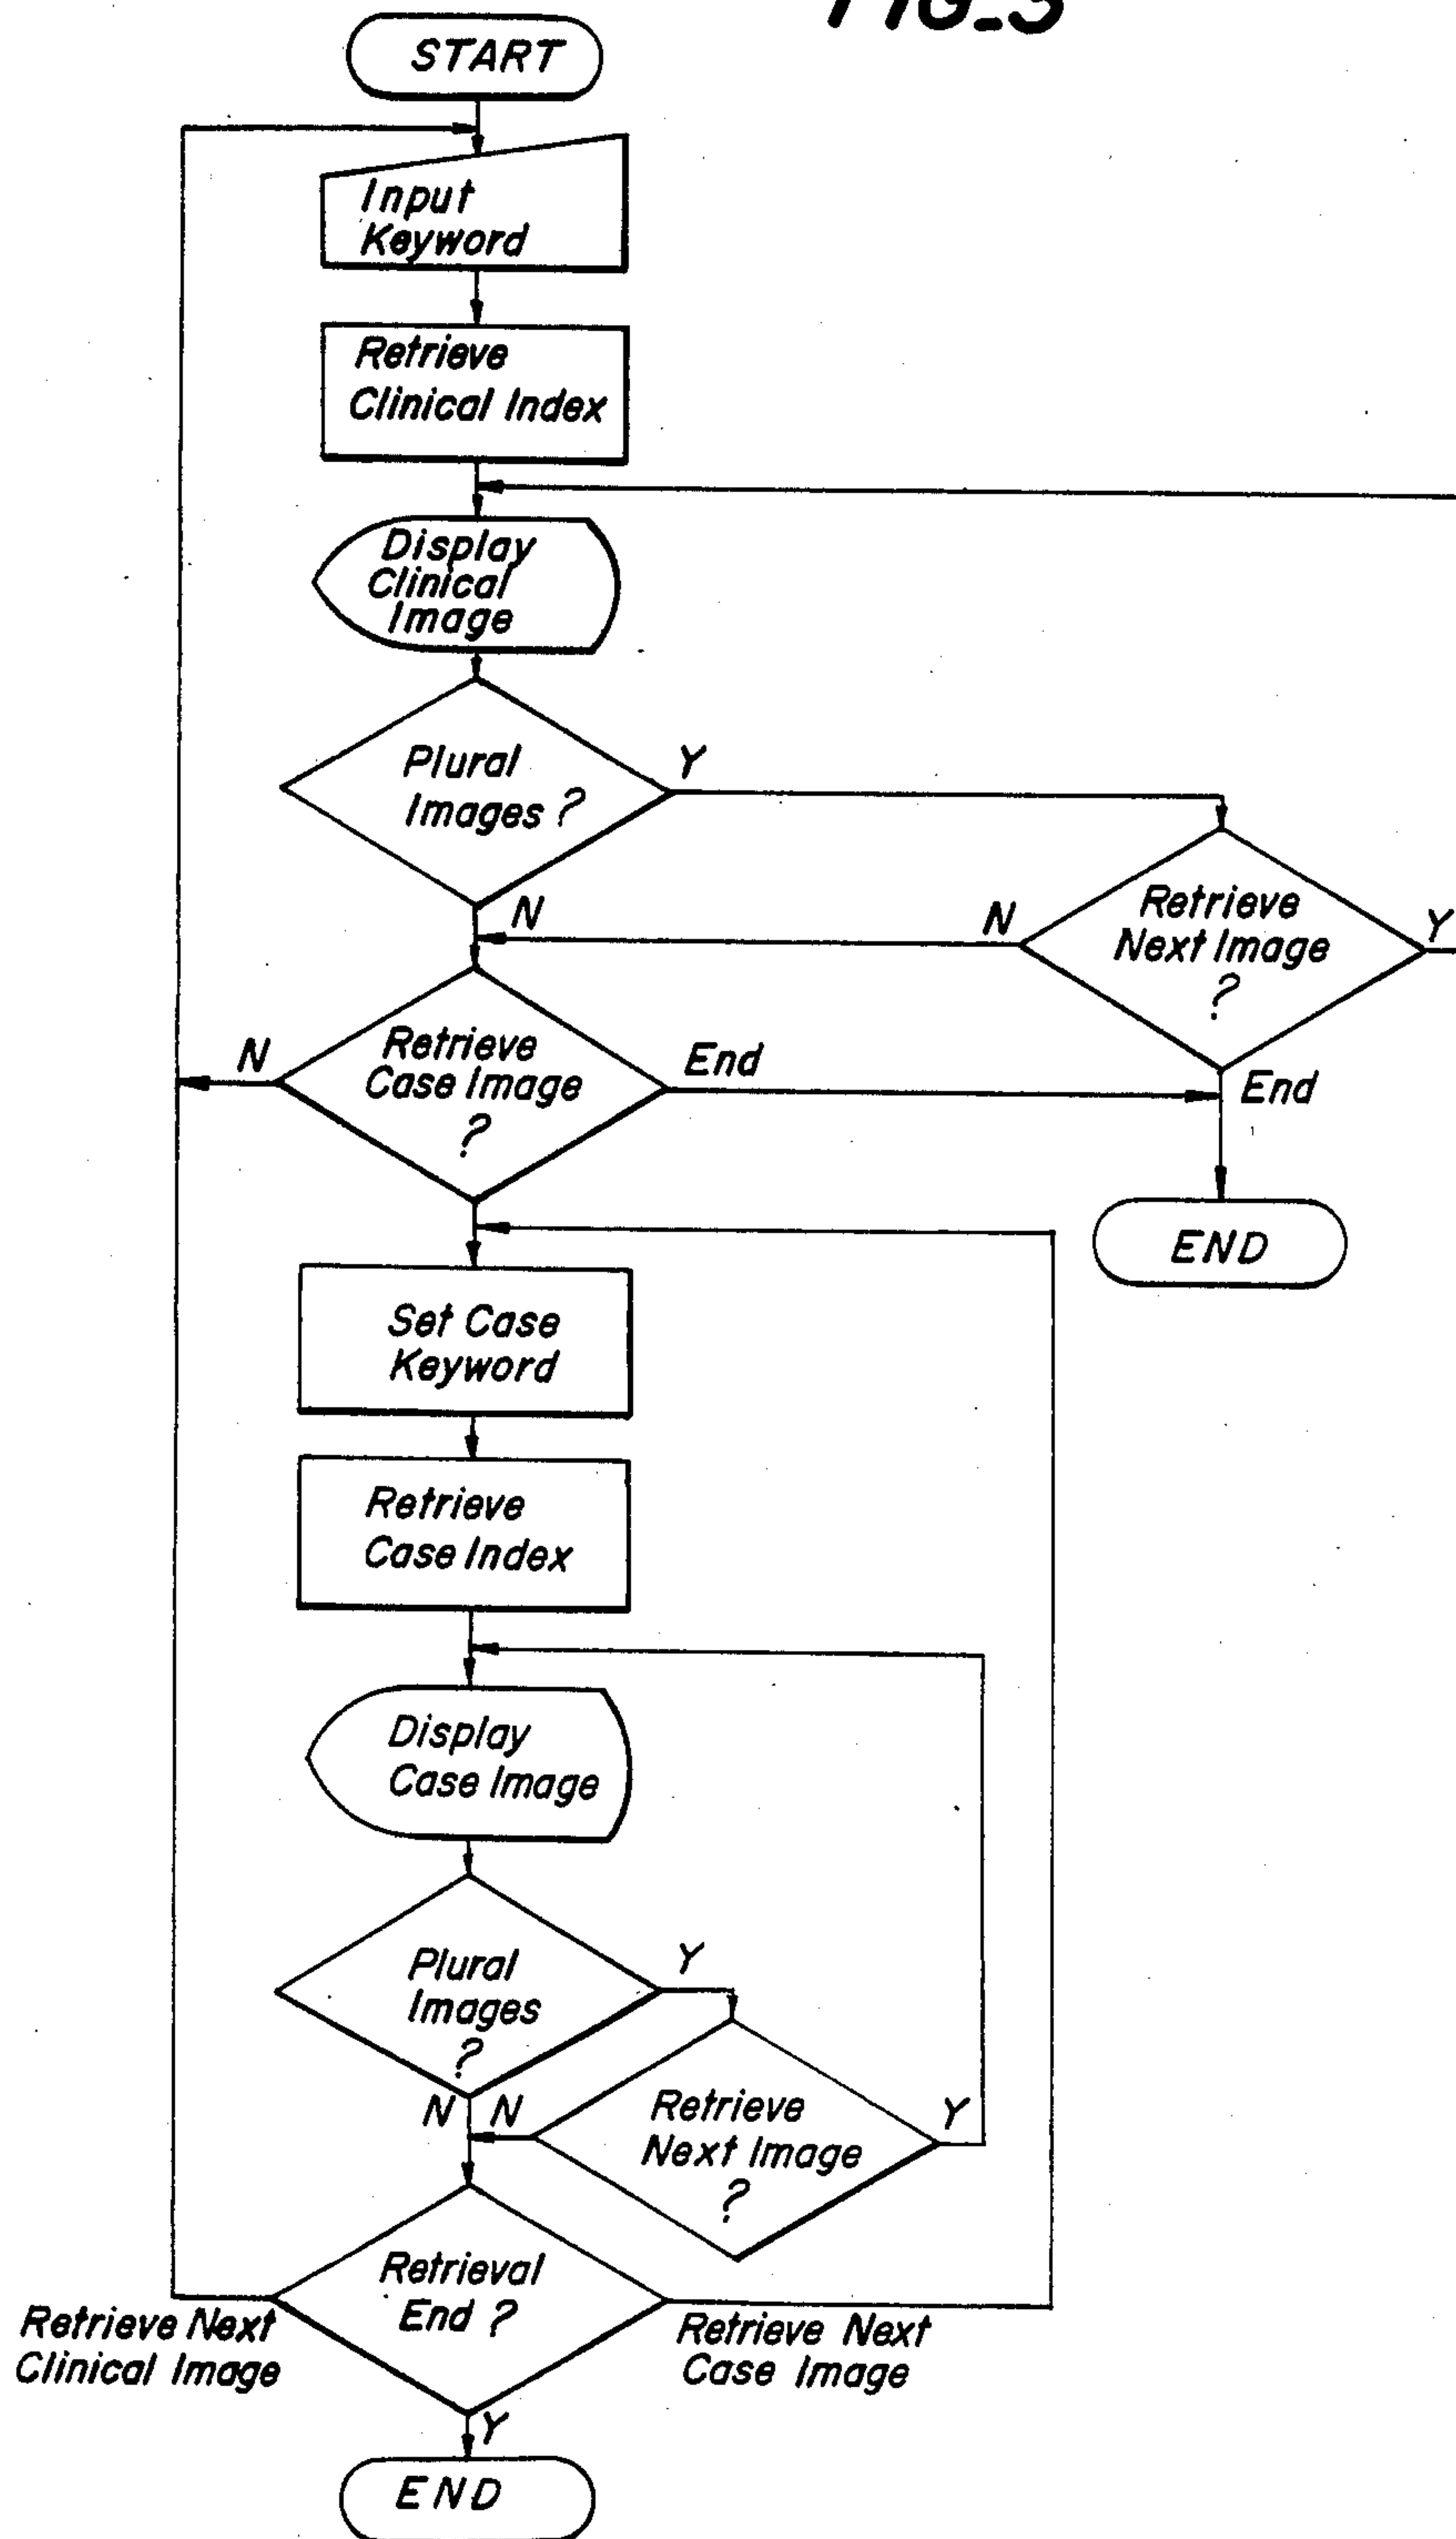 FIG_3
START
Input
Keyword
Retrieve
Clinical Index
Display
Clinical
Image
Plural
Images ?
Y
N
Retrieve
Next Image
?
N
Y
End
END
Retrieve
Case Image
?
N
End
Set Case
Keyword
Retrieve
Case Index
Display
Case Image
Plural
Images
?
Y
N
Retrieve
Next Image
?
N
Y
Retrieval
End ?
Retrieve Next
Clinical Image
Retrieve Next
Case Image
Y
END